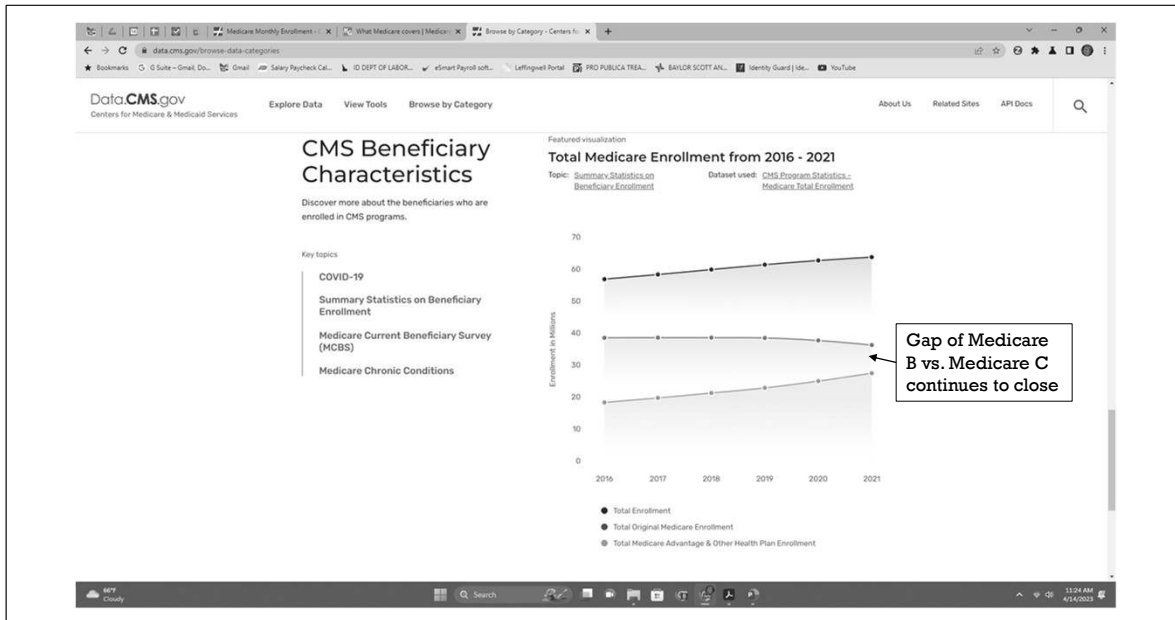 Medicare Monthly Enrollment - C
What Medicare covers | Medicare
Browse by Category - Centers for
data.cms.gov/browse-data-categories
Bookmarks
G Suite – Gmail, Do...
Gmail
Salary Paycheck Cal...
ID DEPT OF LABOR...
eSmart Payroll soft...
Leffingwell Portal
PRO PUBLICA TREA...
BAYLOR SCOTT AN...
Identity Guard | Ide...
YouTube
Data.CMS.gov
Centers for Medicare & Medicaid Services
Explore Data
View Tools
Browse by Category
About Us
Related Sites
API Docs
CMS Beneficiary
Characteristics
Discover more about the beneficiaries who are
enrolled in CMS programs.
Key topics
COVID-19
Summary Statistics on Beneficiary
Enrollment
Medicare Current Beneficiary Survey
(MCBS)
Medicare Chronic Conditions
Featured visualization
Total Medicare Enrollment from 2016 - 2021
Topic: Summary Statistics on
Beneficiary Enrollment
Dataset used: CMS Program Statistics -
Medicare Total Enrollment
Enrollment in Millions
70
60
50
40
30
20
10
0
2016 2017 2018 2019 2020 2021
Total Enrollment
Total Original Medicare Enrollment
Total Medicare Advantage & Other Health Plan Enrollment
Gap of Medicare
B vs. Medicare C
continues to close
66°F
Cloudy
Search
11:24 AM
4/14/2023